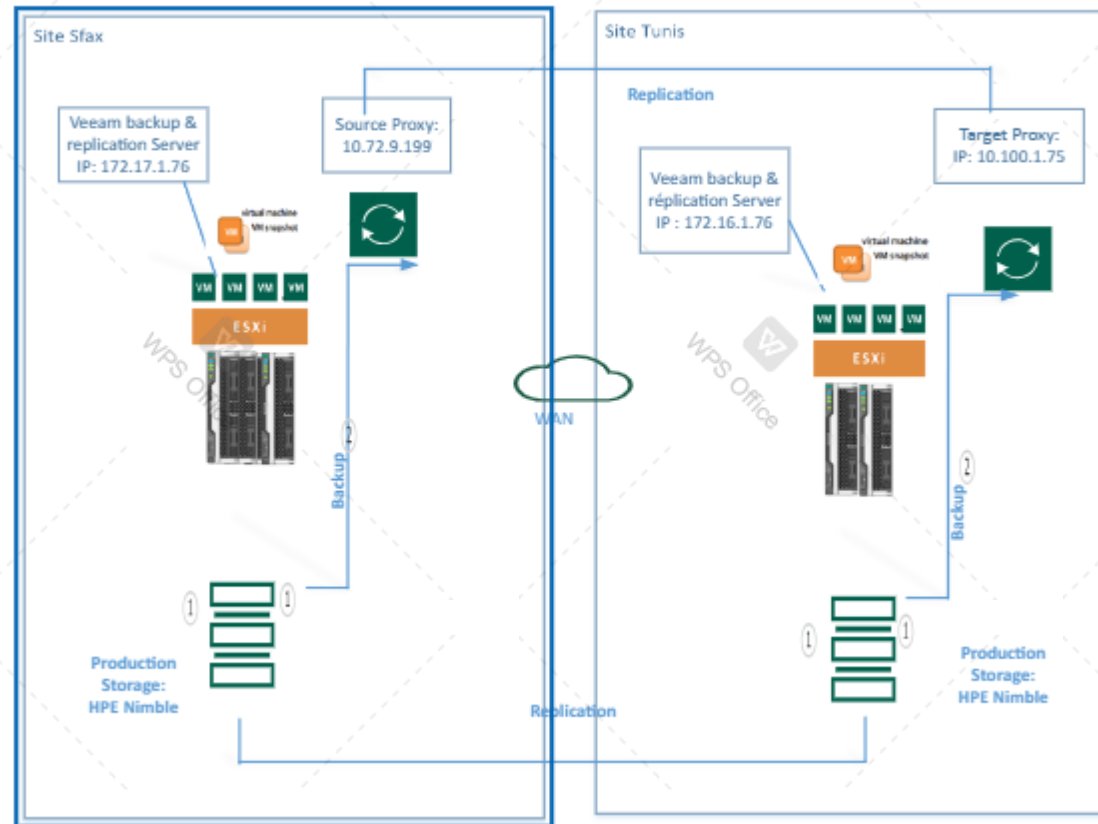 Site Sfax
Veeam backup &
replication Server
IP: 172.17.1.76
Source Proxy:
10.72.9.199
virtual machine
VM snapshot
VM
VM VM VM VM
ESXi
WPS Office
2
Backup
1
1
Production
Storage:
HPE Nimble
Replication
WAN
Replication
Site Tunis
Target Proxy:
IP: 10.100.1.75
Veeam backup &
réplication Server
IP : 172.16.1.76
virtual machine
VM snapshot
VM
VM VM VM VM
ESXi
WPS Office
2
Backup
1
1
Production
Storage:
HPE Nimble